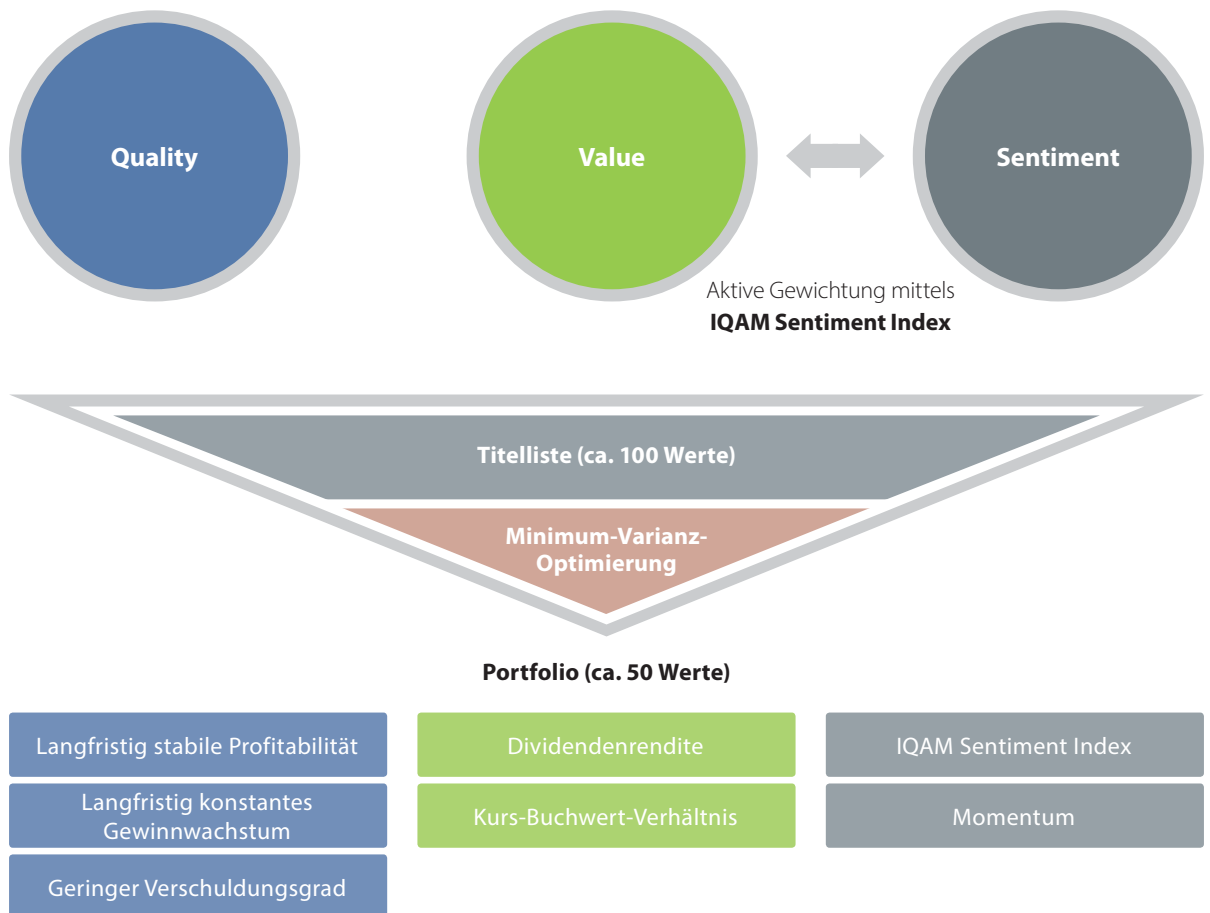 Quality
Value
Sentiment
Aktive Gewichtung mittels
IQAM Sentiment Index
Titelliste (ca. 100 Werte)
Minimum-Varianz-
Optimierung
Portfolio (ca. 50 Werte)
Langfristig stabile Profitabilität
Dividendenrendite
IQAM Sentiment Index
Langfristig konstantes
Gewinnwachstum
Kurs-Buchwert-Verhältnis
Momentum
Geringer Verschuldungsgrad